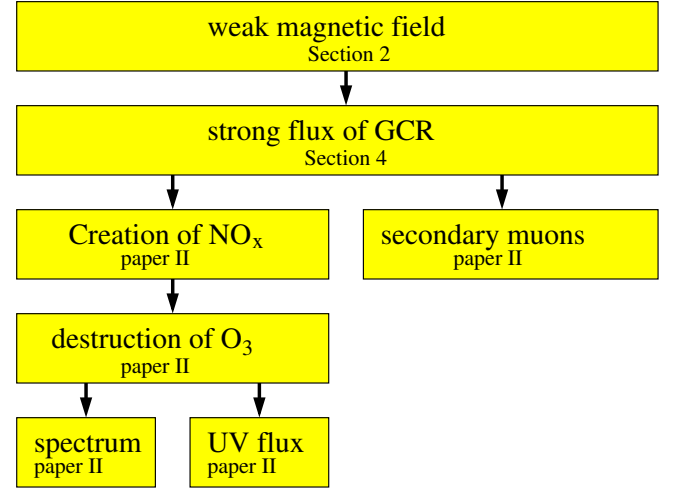 weak magnetic field
Section 2
strong flux of GCR
Section 4
Creation of NOₓ
paper II
secondary muons
paper II
destruction of O₃
paper II
spectrum
paper II
UV flux
paper II